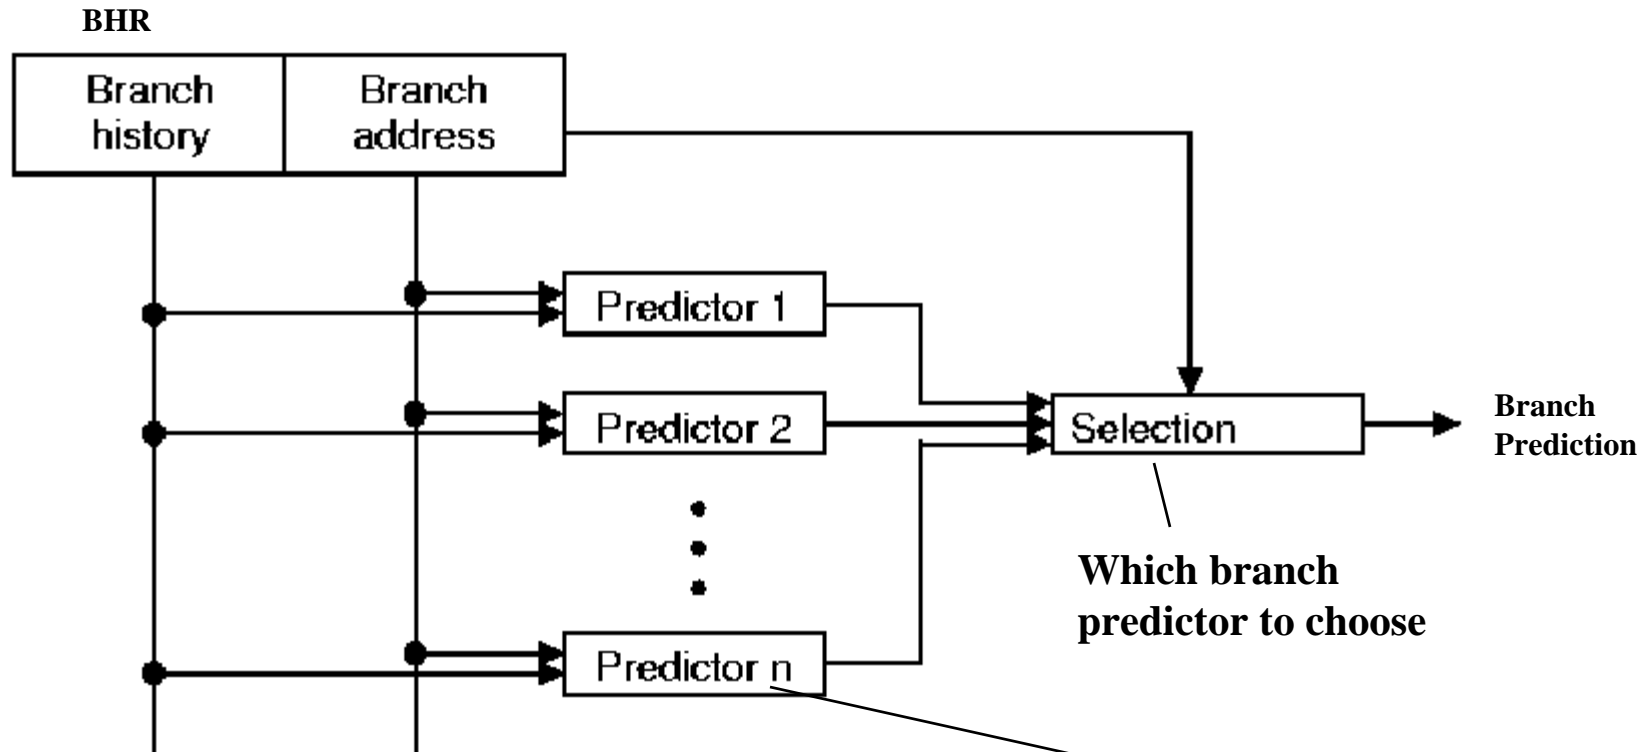 BHR
Branch
history
Branch
address
Predictor 1
Predictor 2
Selection
Branch
Prediction
Which branch
predictor to choose
Predictor n